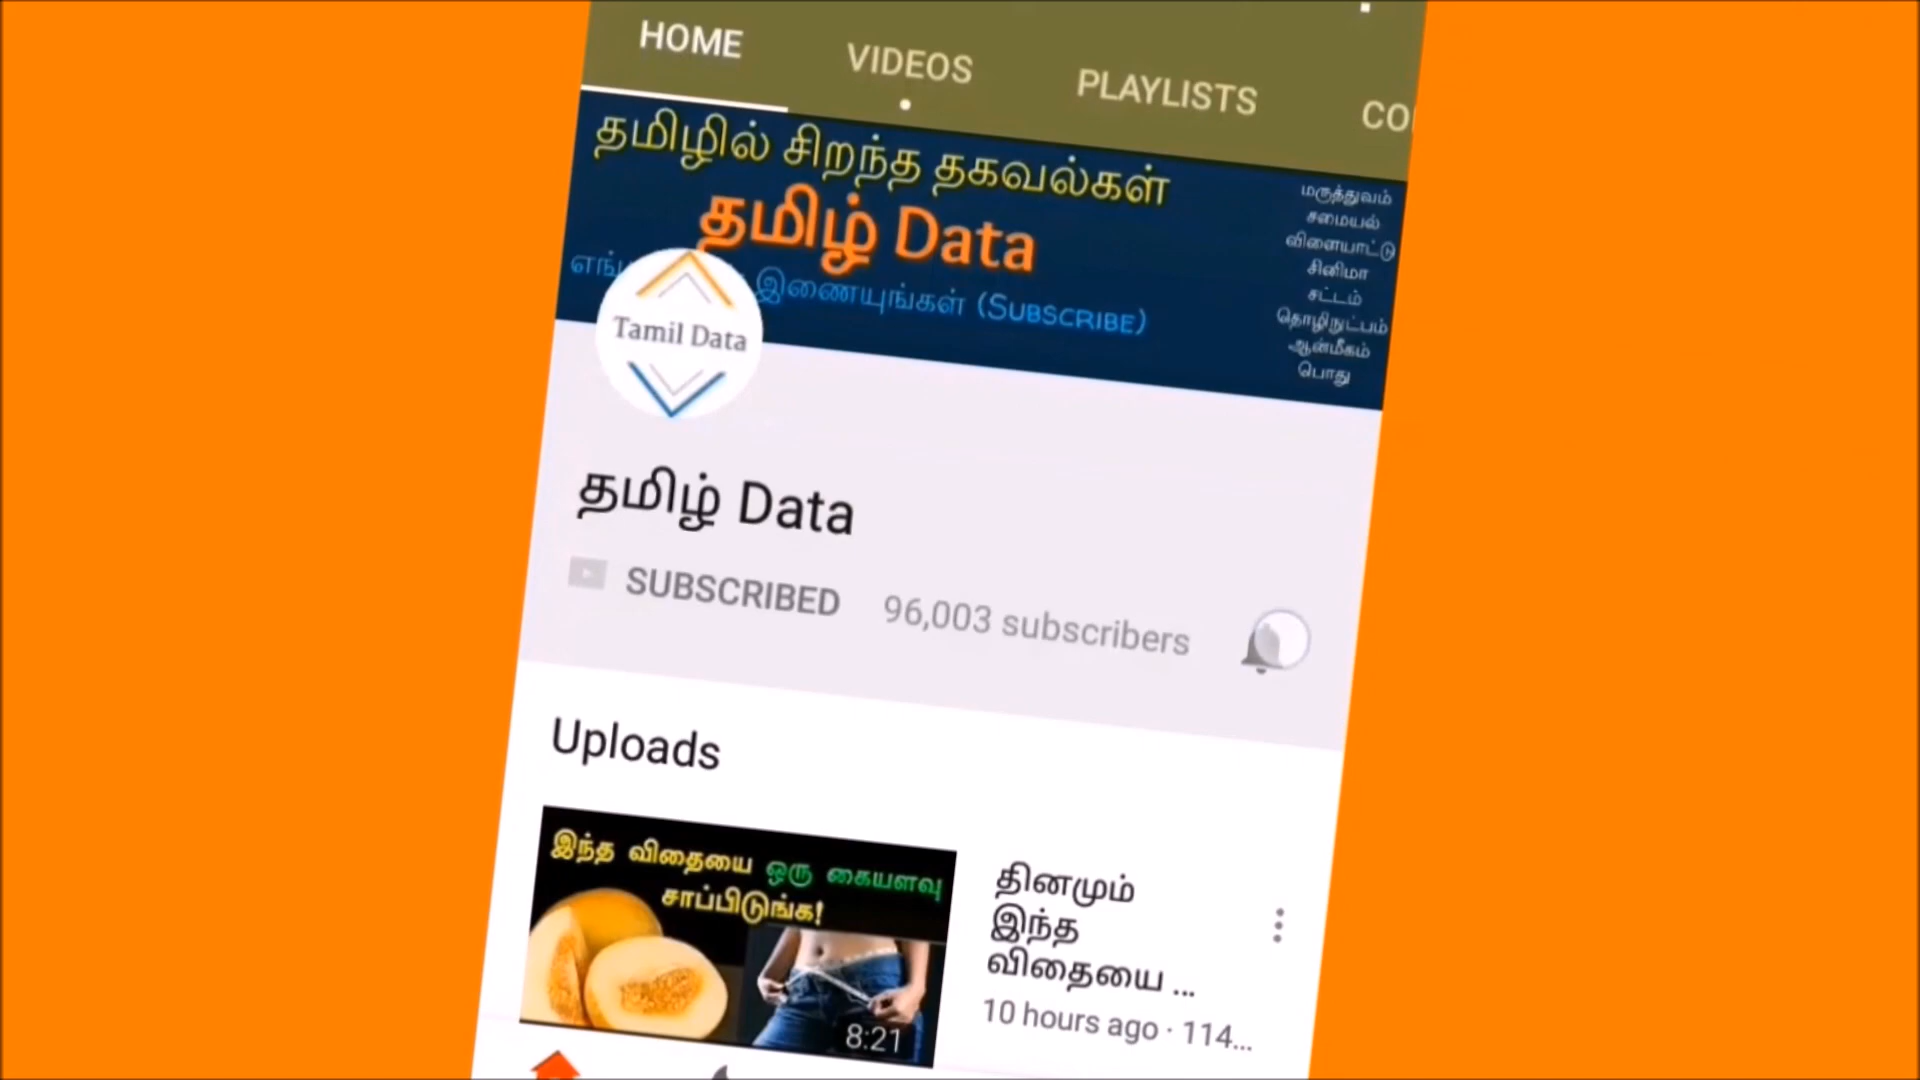 HOME VIDEOS PLAYLISTS
தமிழில் சிறந்த தகவல்கள்
தமிழ் Data
இணையுங்கள் (SUBSCRIBE)
மருத்துவம்
சமையல்
வினையாட்டு
சினிமா
சட்டம்
தொழிநுட்பம்
ஆன்மீகம்
பொது
Tamil Data
தமிழ் Data
SUBSCRIBED 96,003 subscribers
Uploads
இந்த விதையை ஒரு கையளவு
சாப்பிடுங்க!
8:21
தினமும்
இந்த
விதையை ...
10 hours ago · 114...